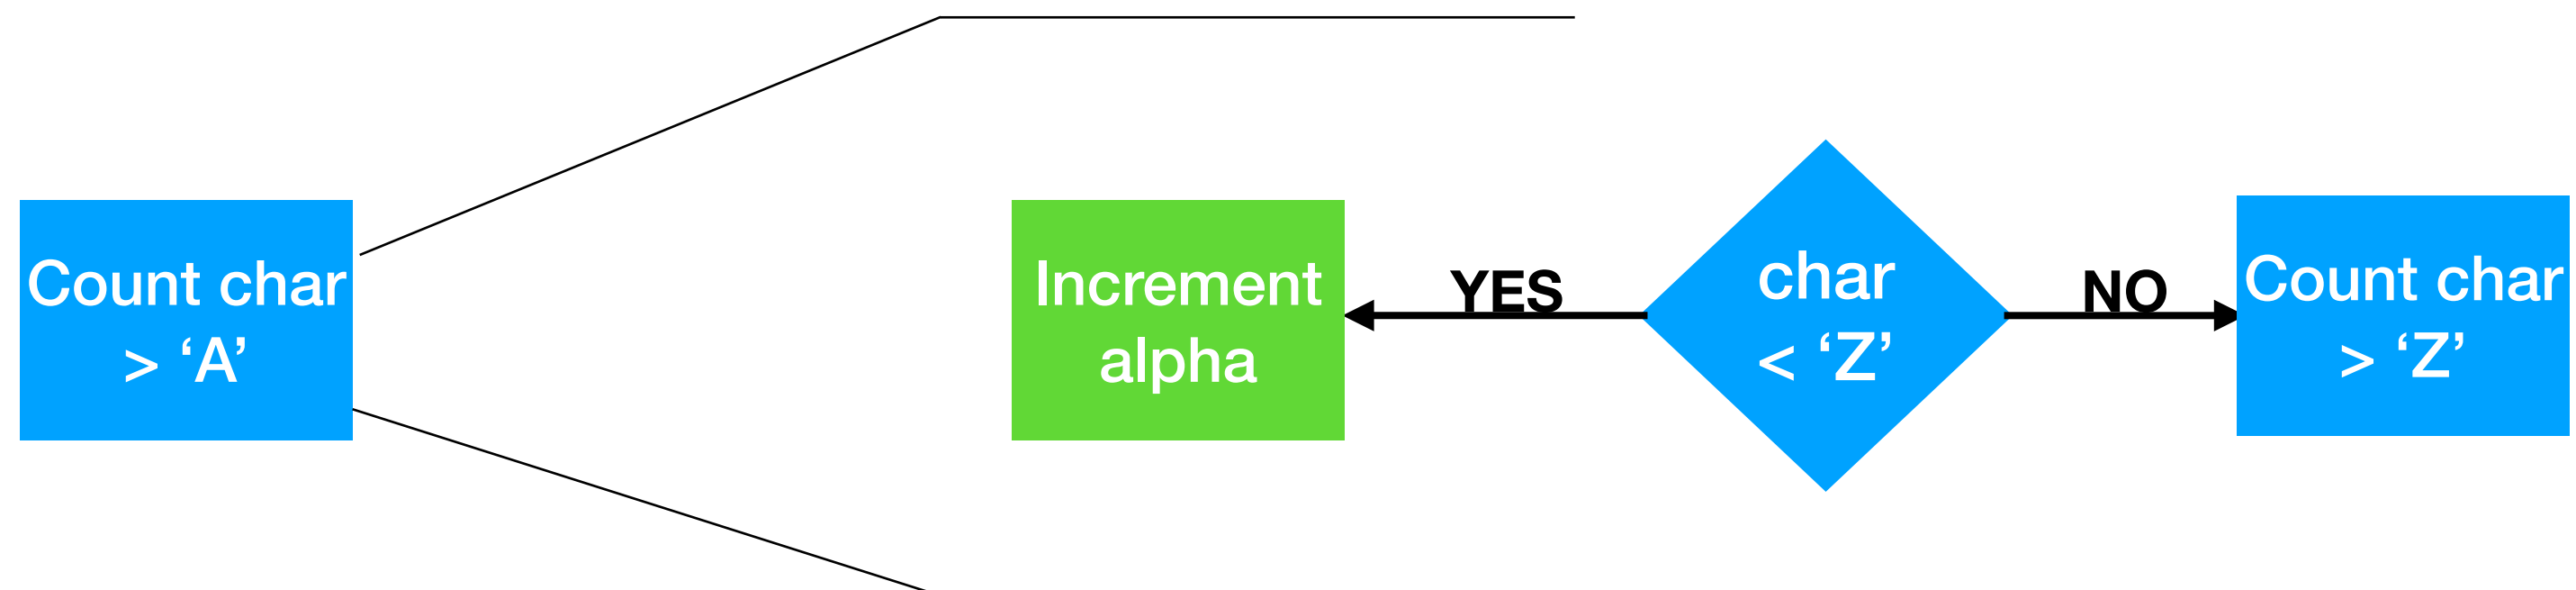 Count char
> ‘A’
Increment
alpha
YES
char
< ‘Z’
NO
Count char
> ‘Z’